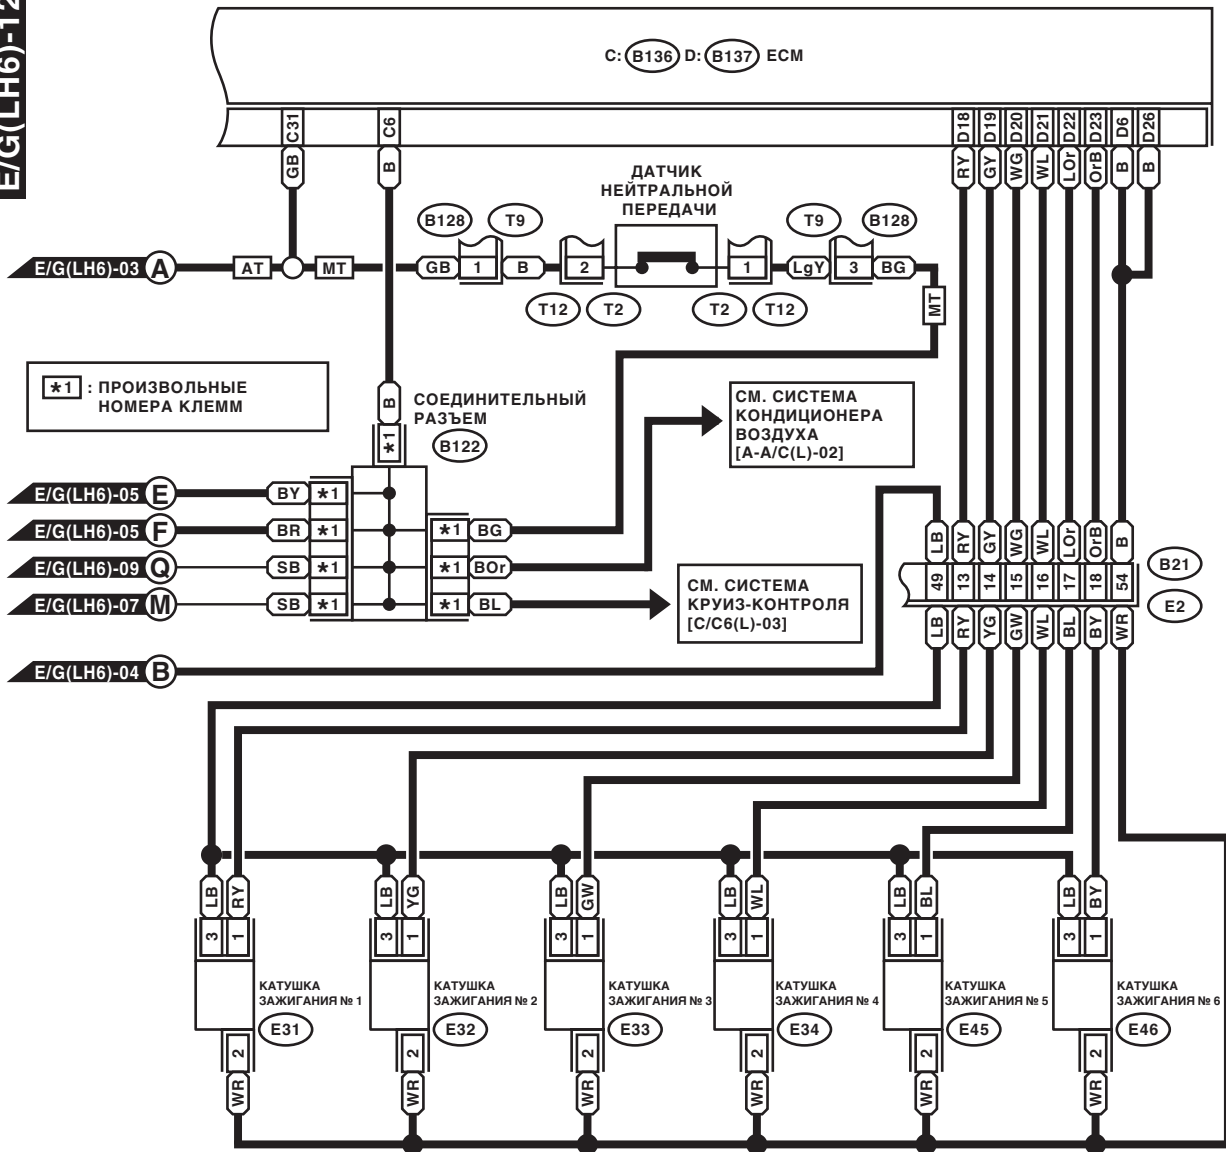 E/G(LH6)-12
C: B136 D: B137 ECM
C31 C6 D18 D19 D20 D21 D22 D23 D6 D26
GB B RY GY WG WL LOr OrB B B
ДАТЧИК
НЕЙТРАЛЬНОЙ
ПЕРЕДАЧИ
B128 T9 T9 B128
E/G(LH6)-03 A AT MT GB 1 B 2 1 LgY 3 BG
T12 T2 T2 T12
MT
*1 : ПРОИЗВОЛЬНЫЕ
НОМЕРА КЛЕММ
B
*1
СОЕДИНИТЕЛЬНЫЙ
РАЗЪЕМ
B122
СМ. СИСТЕМА
КОНДИЦИОНЕРА
ВОЗДУХА
[A-A/C(L)-02]
E/G(LH6)-05 E BY *1
E/G(LH6)-05 F BR *1 *1 BG
E/G(LH6)-09 Q SB *1 *1 BOr
E/G(LH6)-07 M SB *1 *1 BL
СМ. СИСТЕМА
КРУИЗ-КОНТРОЛЯ
[C/C6(L)-03]
LB RY GY WG WL LOr OrB B
49 13 14 15 16 17 18 54
LB RY YG GW WL BL BY WR
B21
E2
E/G(LH6)-04 B
LB RY LB YG LB GW LB WL LB BL LB BY
3 1 3 1 3 1 3 1 3 1 3 1
КАТУШКА
ЗАЖИГАНИЯ № 1
E31
КАТУШКА
ЗАЖИГАНИЯ № 2
E32
КАТУШКА
ЗАЖИГАНИЯ № 3
E33
КАТУШКА
ЗАЖИГАНИЯ № 4
E34
КАТУШКА
ЗАЖИГАНИЯ № 5
E45
КАТУШКА
ЗАЖИГАНИЯ № 6
E46
2 2 2 2 2 2
WR WR WR WR WR WR